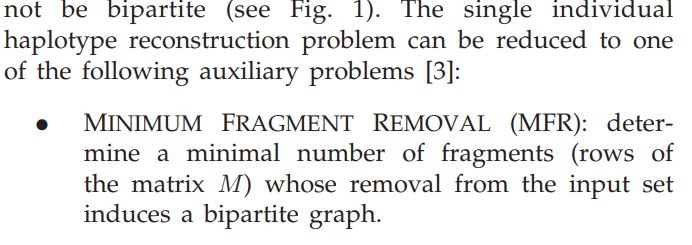 not be bipartite (see Fig. 1). The single individual
haplotype reconstruction problem can be reduced to one
of the following auxiliary problems [3]:
• MINIMUM FRAGMENT REMOVAL (MFR): deter-
mine a minimal number of fragments (rows of
the matrix M) whose removal from the input set
induces a bipartite graph.